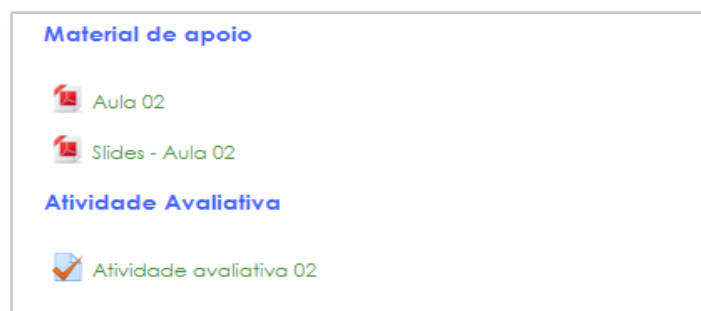 Material de apoio
Aula 02
Slides - Aula 02
Atividade Avaliativa
Atividade avaliativa 02